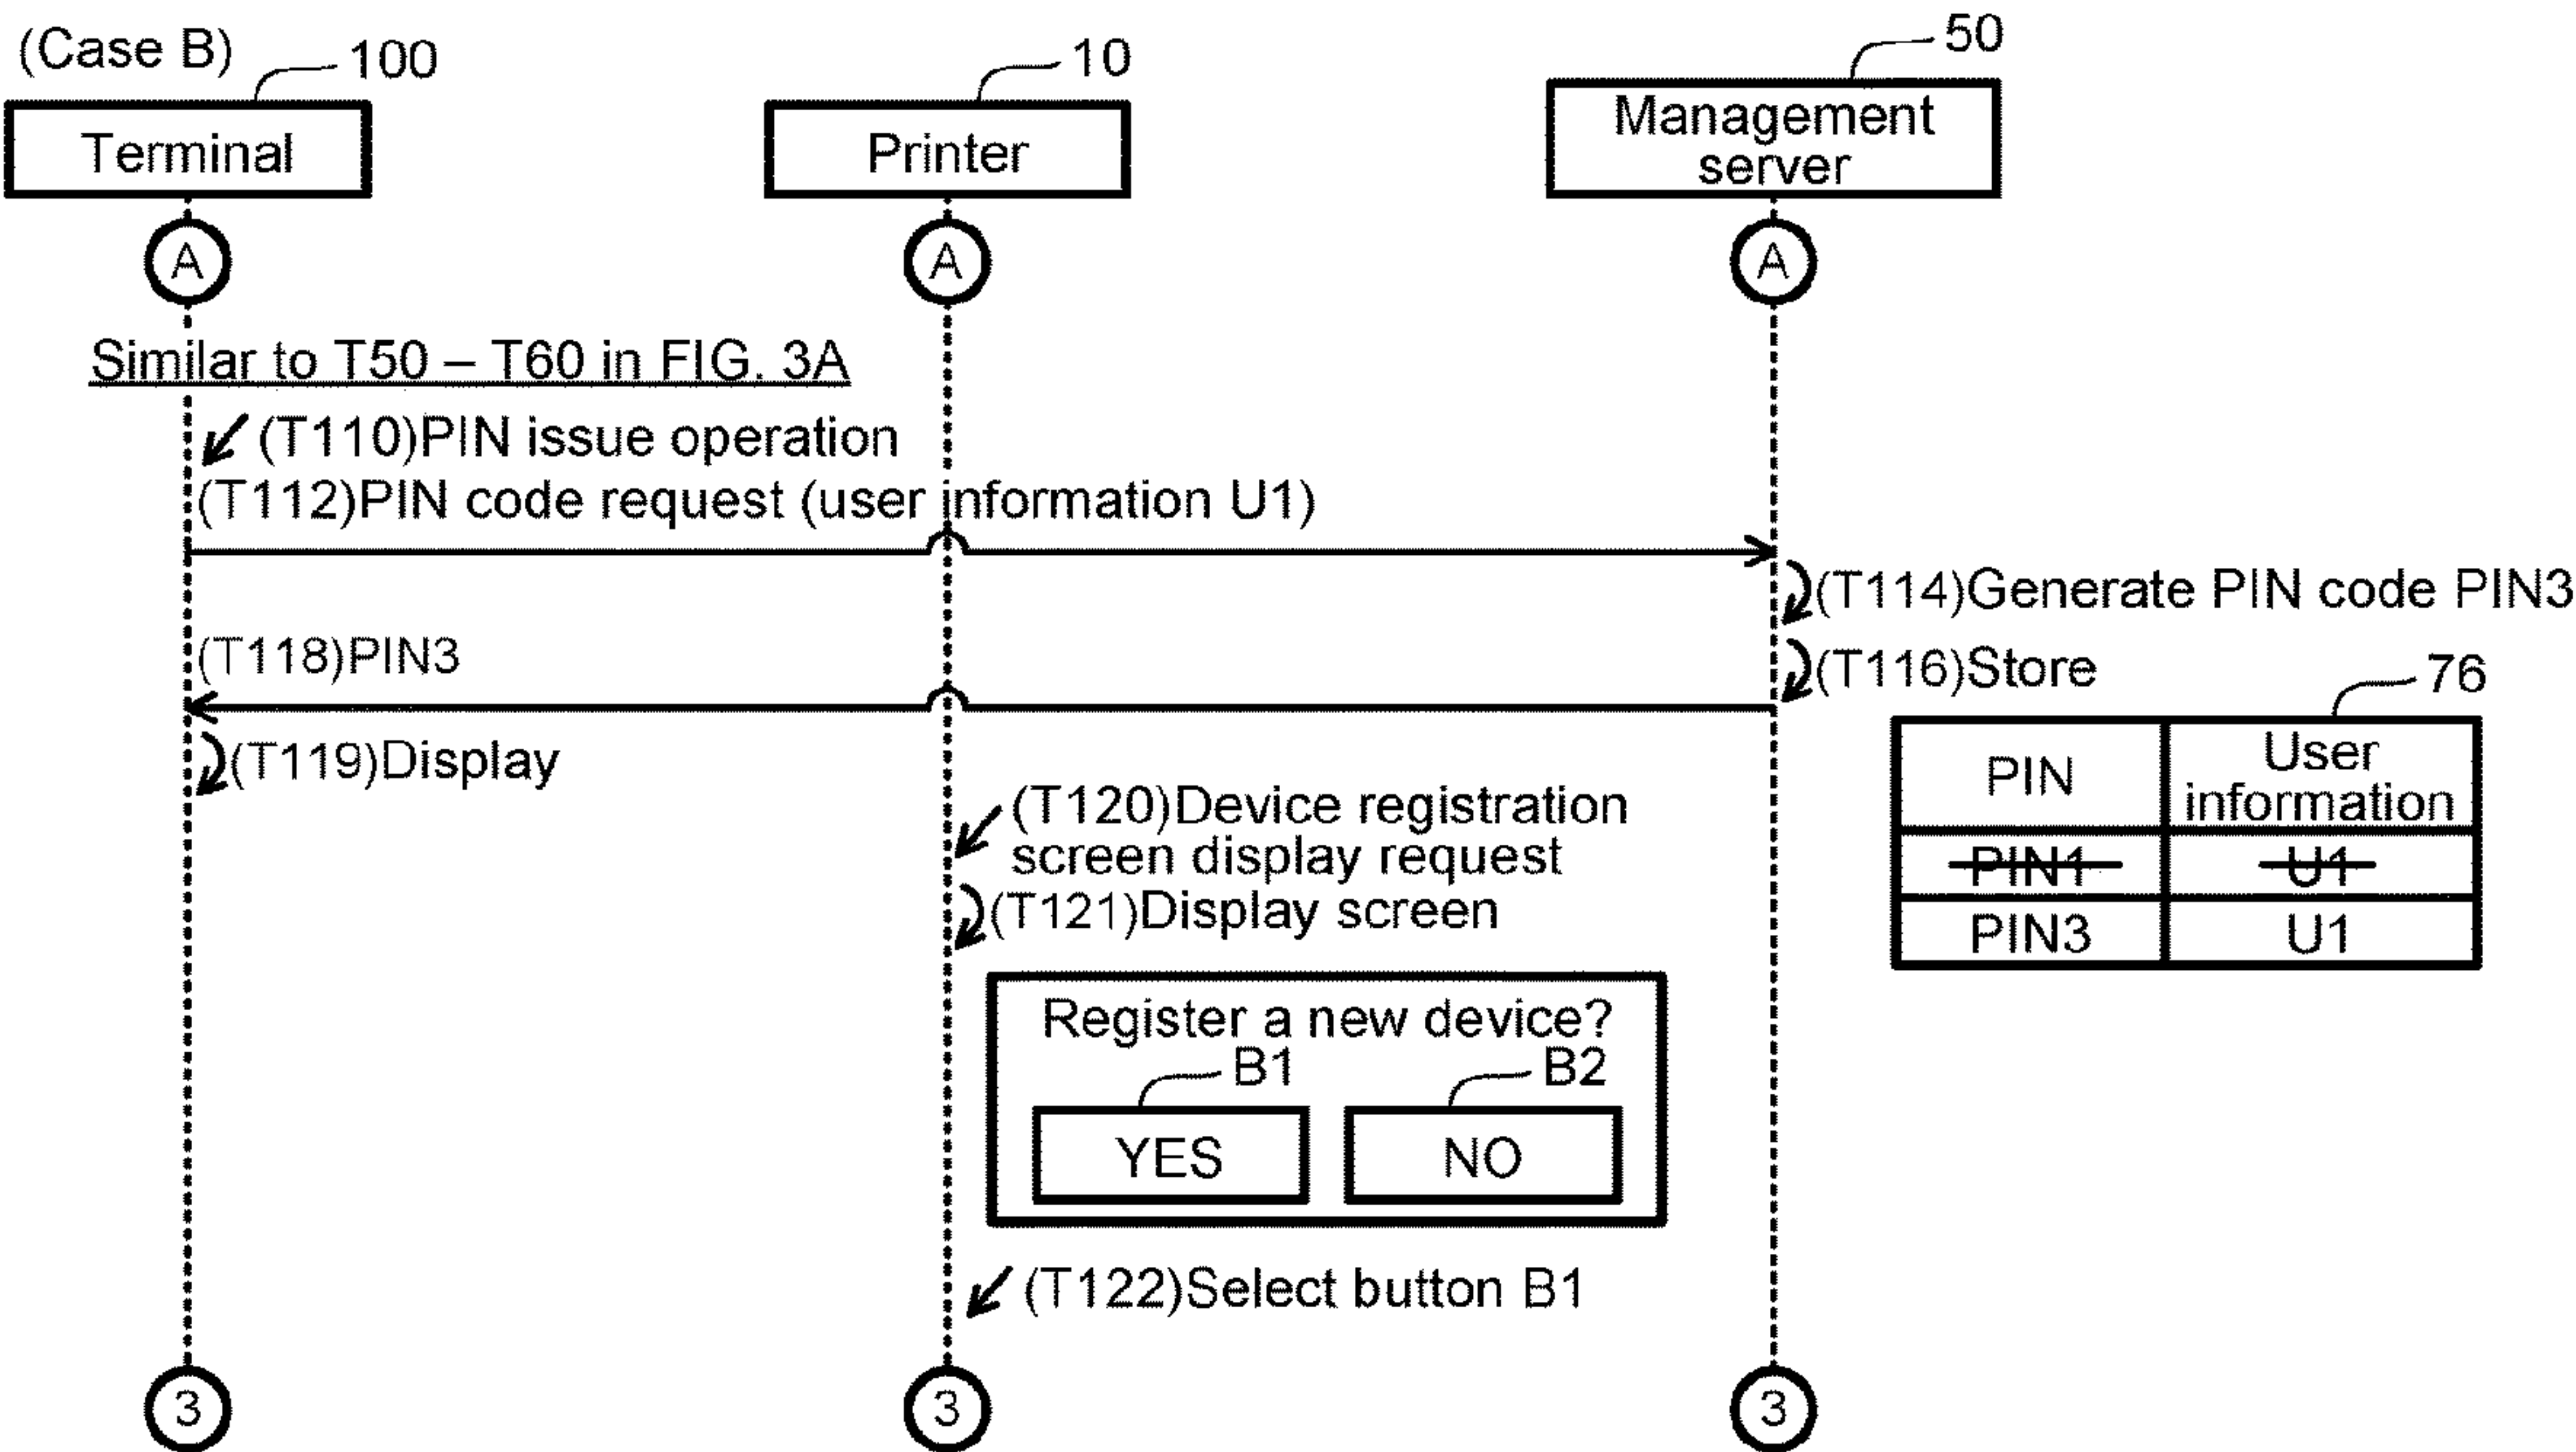 (Case B)
100
10
50
Terminal
Printer
Management
server
A
A
A
Similar to T50 – T60 in FIG. 3A
(T110)PIN issue operation
(T112)PIN code request (user information U1)
(T114)Generate PIN code PIN3
(T118)PIN3
(T116)Store
76
(T119)Display
PIN
User
information
PIN1
U1
PIN3
U1
(T120)Device registration
screen display request
(T121)Display screen
Register a new device?
B1
B2
YES
NO
(T122)Select button B1
3
3
3